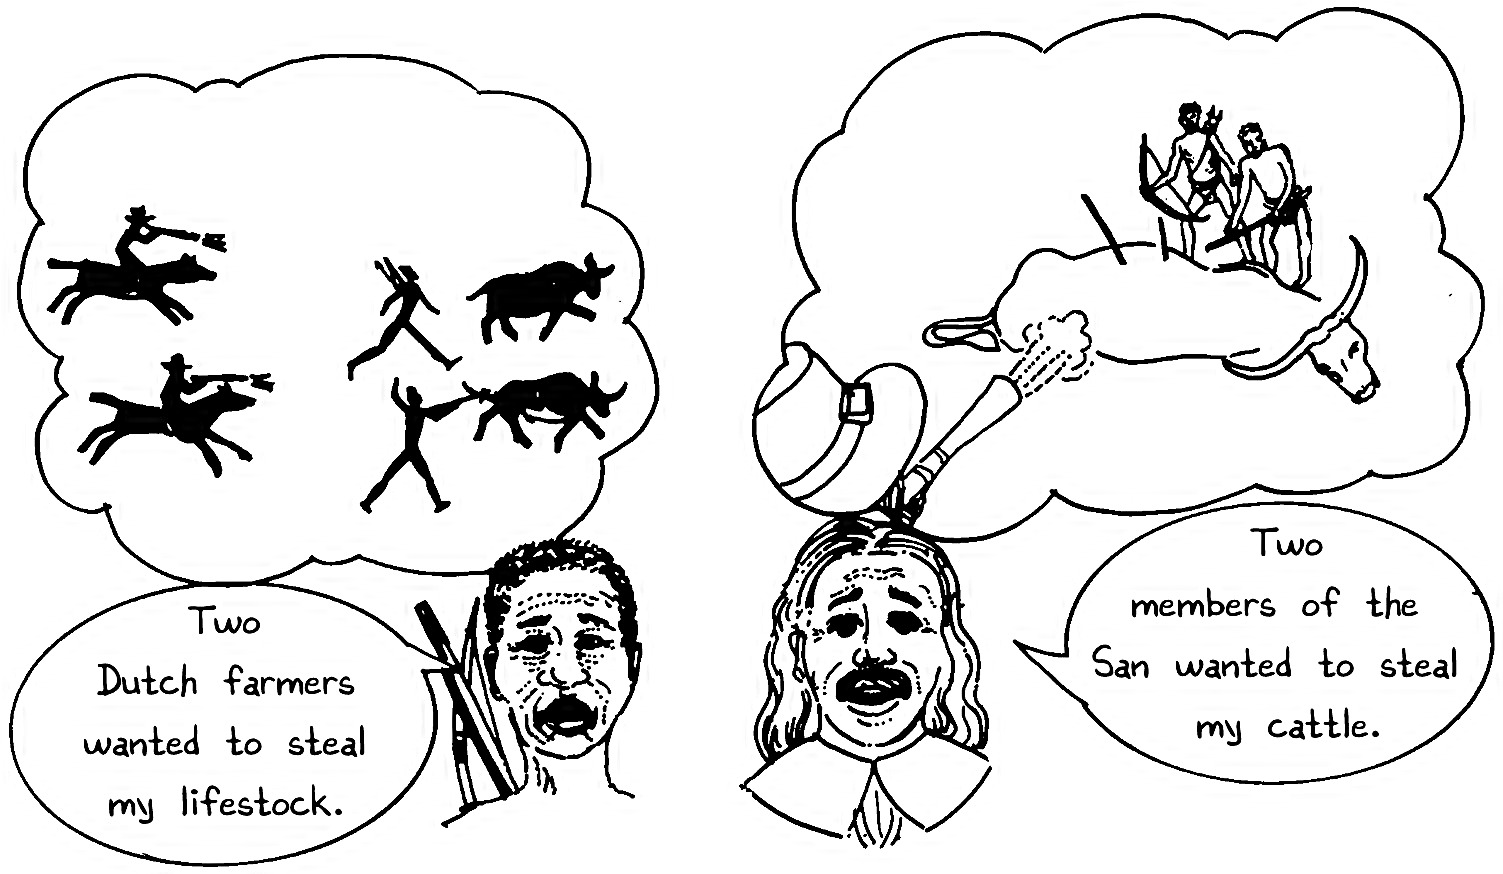 Two
Dutch farmers
wanted to steal
my lifestock.
Two
members of the
San wanted to steal
my cattle.